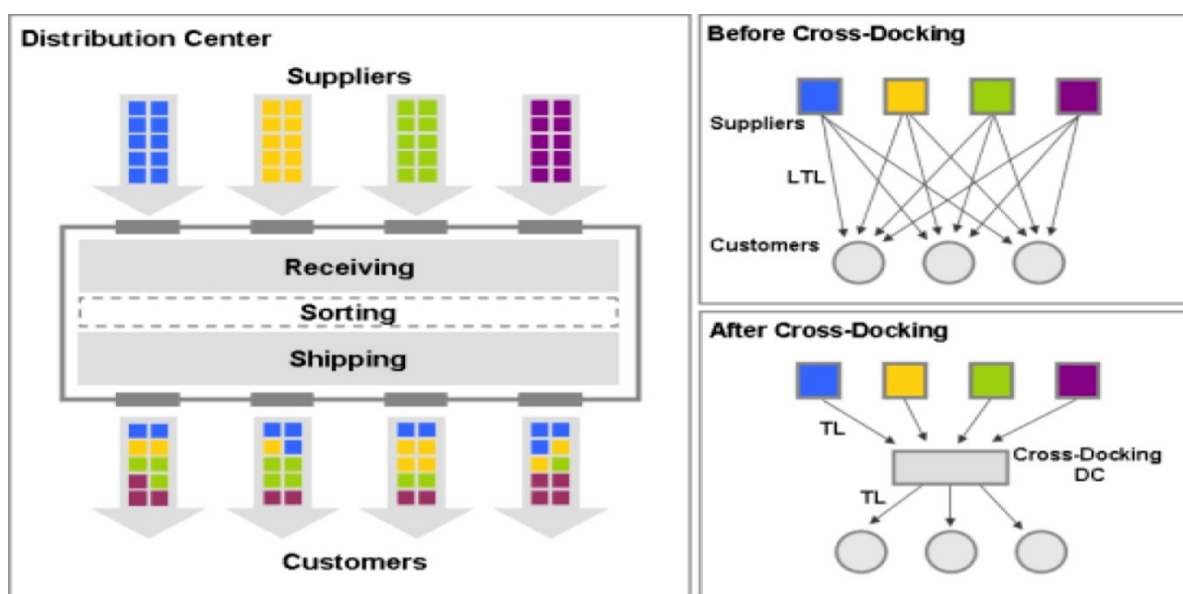 Distribution Center
Suppliers
Receiving
Sorting
Shipping
Customers
Before Cross-Docking
Suppliers
LTL
Customers
After Cross-Docking
TL
Cross-Docking
DC
TL